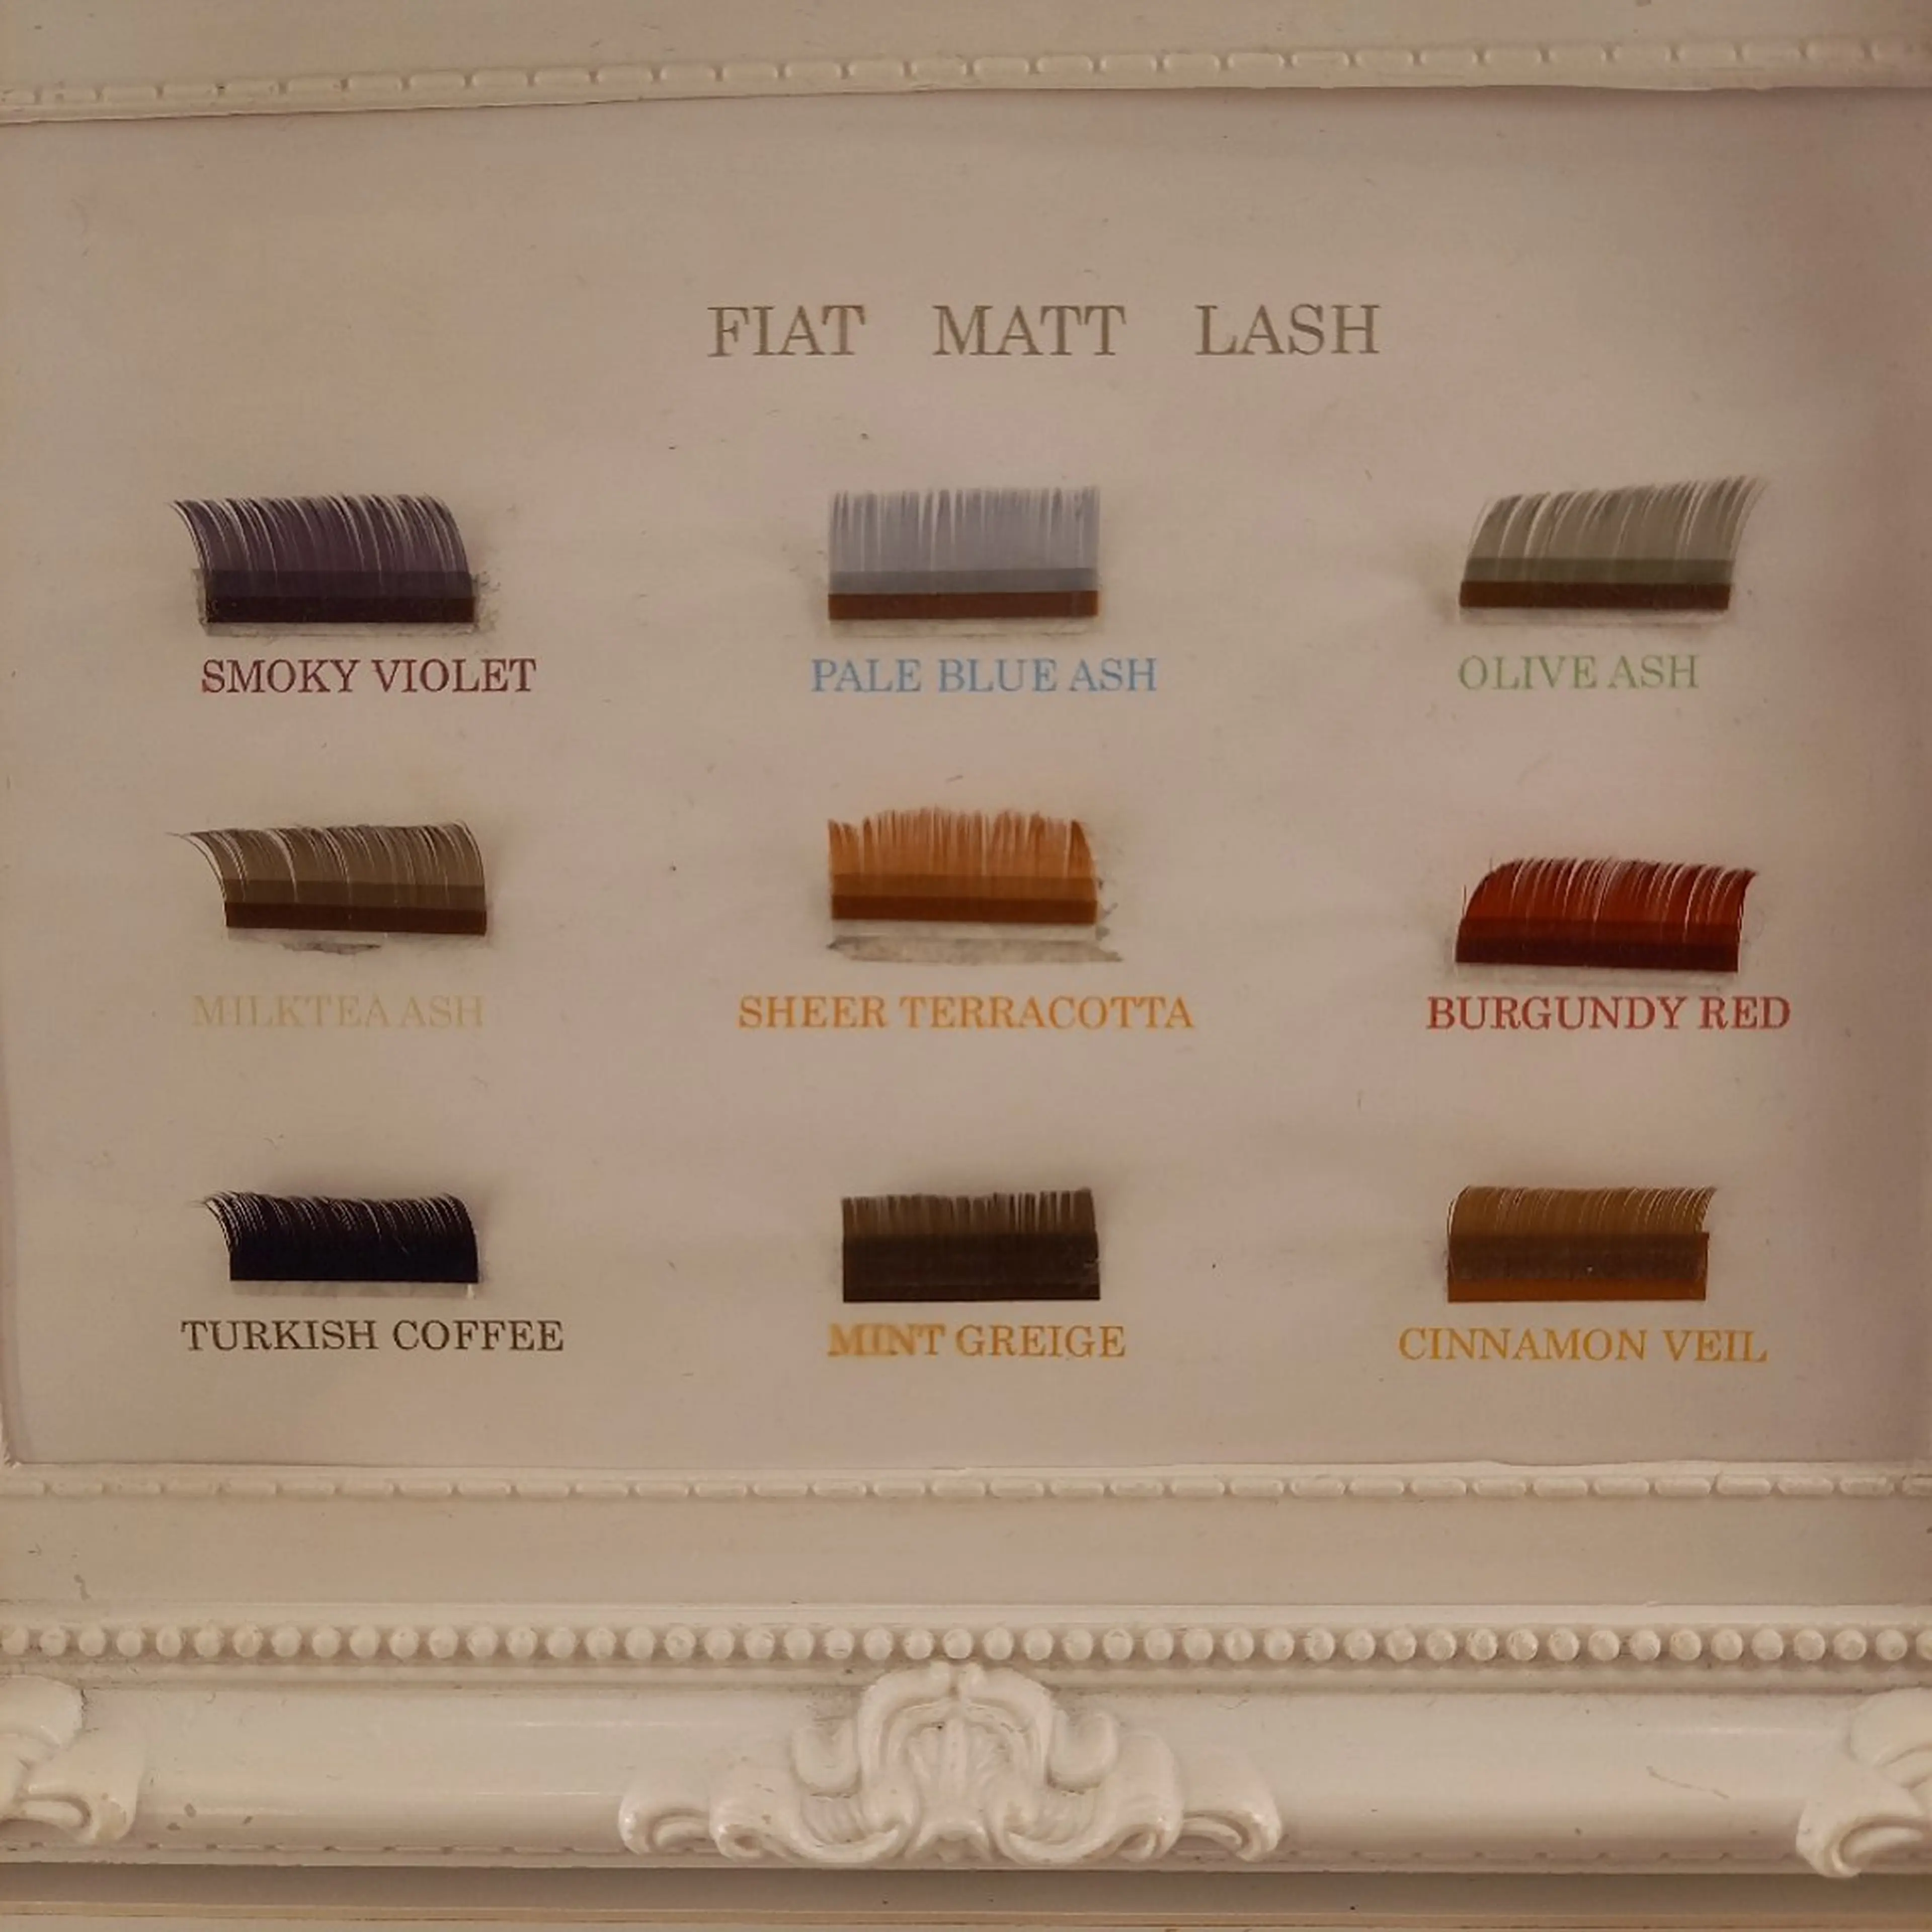 FIAT MATT LASH
SMOKY VIOLET
PALE BLUE ASH
OLIVE ASH
MILKTEA ASH
SHEER TERRACOTTA
BURGUNDY RED
TURKISH COFFEE
MINT GREIGE
CINNAMON VEIL